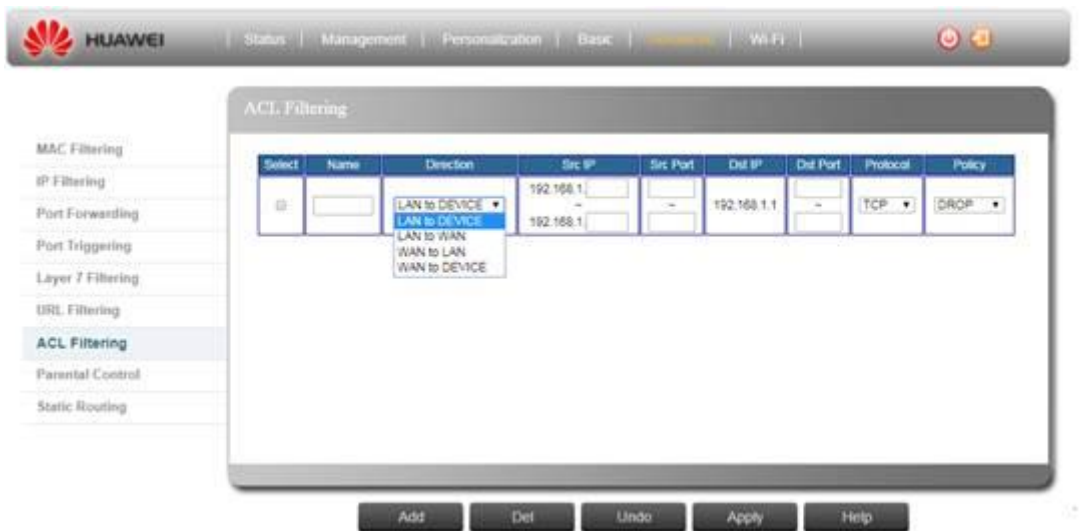 HUAWEI
Status | Management | Personalization | Basic | | Wi-Fi |
ACL Filtering
MAC Filtering
IP Filtering
Port Forwarding
Port Triggering
Layer 7 Filtering
URL Filtering
ACL Filtering
Parental Control
Static Routing
Select Name Direction Src IP Src Port Dst IP Dst Port Protocol Policy
192.168.1.
LAN to DEVICE ~ ~ 192.168.1.1 ~ TCP DROP
192.168.1.
LAN to DEVICE
LAN to WAN
WAN to LAN
WAN to DEVICE
Add Del Undo Apply Help